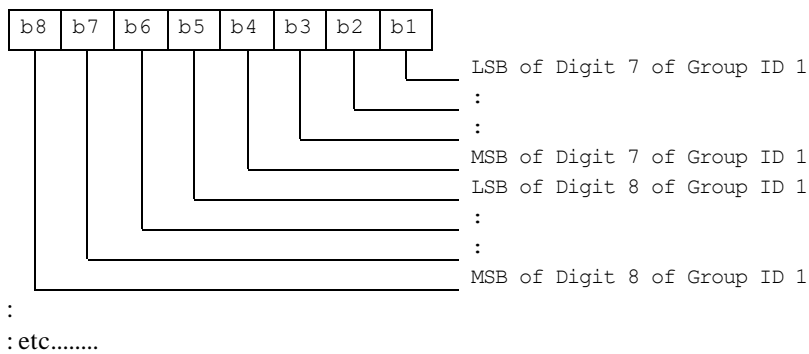 b8 b7 b6 b5 b4 b3 b2 b1
LSB of Digit 7 of Group ID 1
:
:
MSB of Digit 7 of Group ID 1
LSB of Digit 8 of Group ID 1
:
:
MSB of Digit 8 of Group ID 1
:
: etc........